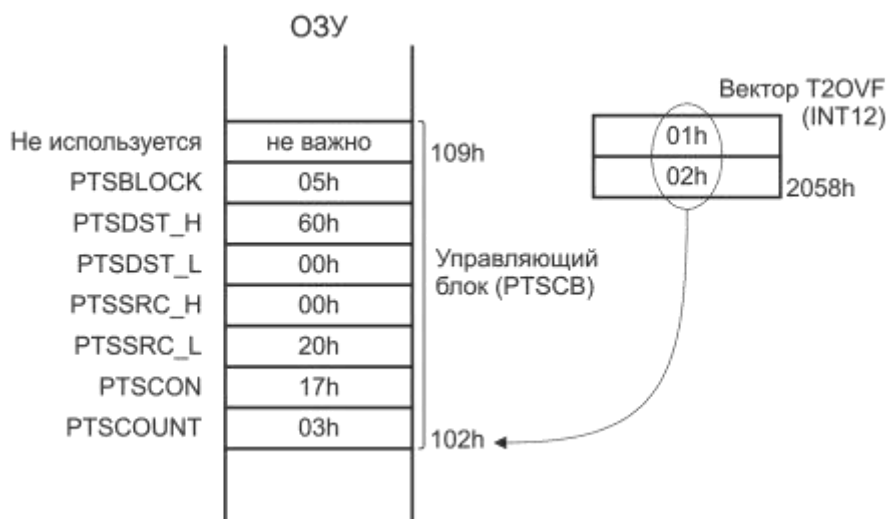 ОЗУ
Вектор T2OVF
(INT12)
Не используется не важно 109h 01h
PTSBLOCK 05h 02h 2058h
PTSDST_H 60h
PTSDST_L 00h Управляющий
PTSSRC_H 00h блок (PTSCB)
PTSSRC_L 20h
PTSCON 17h
PTSCOUNT 03h 102h